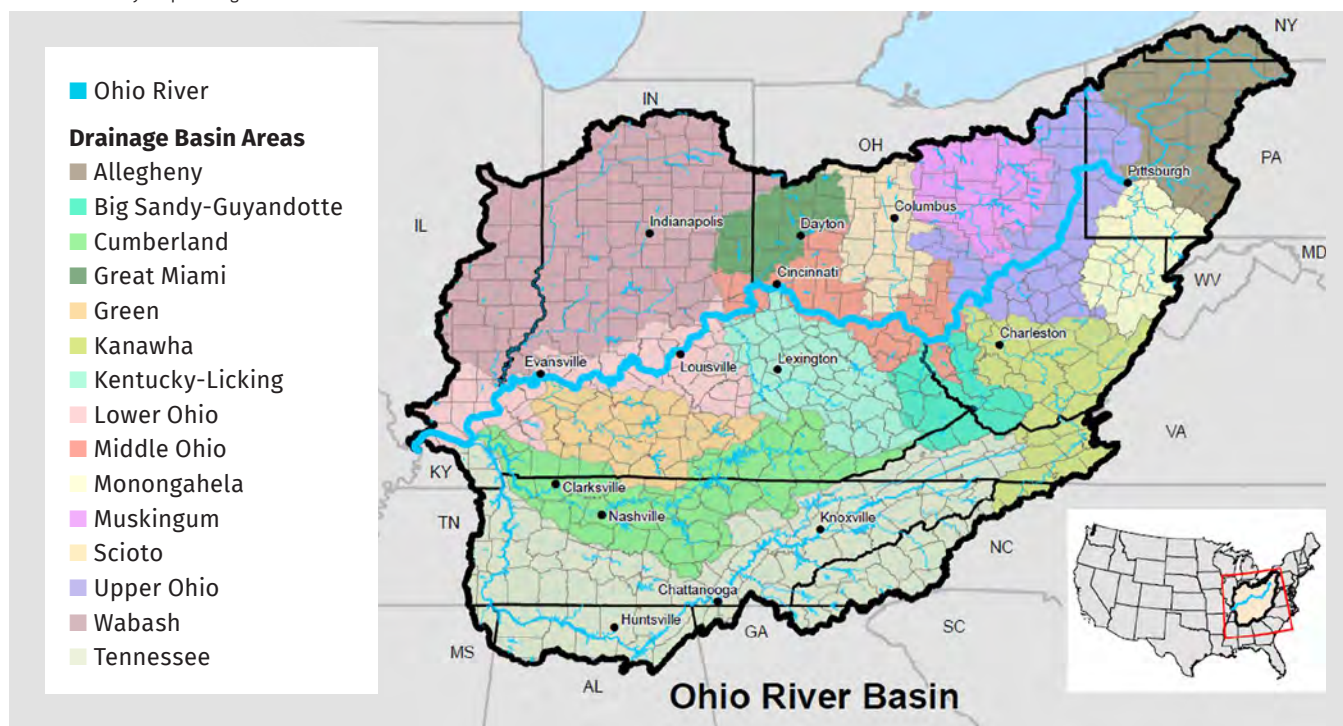 Ohio River
Drainage Basin Areas
Allegheny
Big Sandy-Guyandotte
Cumberland
Great Miami
Green
Kanawha
Kentucky-Licking
Lower Ohio
Middle Ohio
Monongahela
Muskingum
Scioto
Upper Ohio
Wabash
Tennessee
NY
IN
OH
PA
Pittsburgh
IL
Indianapolis
Dayton
Columbus
MD
Cincinnati
WV
Charleston
Evansville
Louisville
Lexington
VA
KY
Clarksville
TN
Nashville
Knoxville
NC
Chattanooga
Huntsville
GA
SC
MS
AL
Ohio River Basin